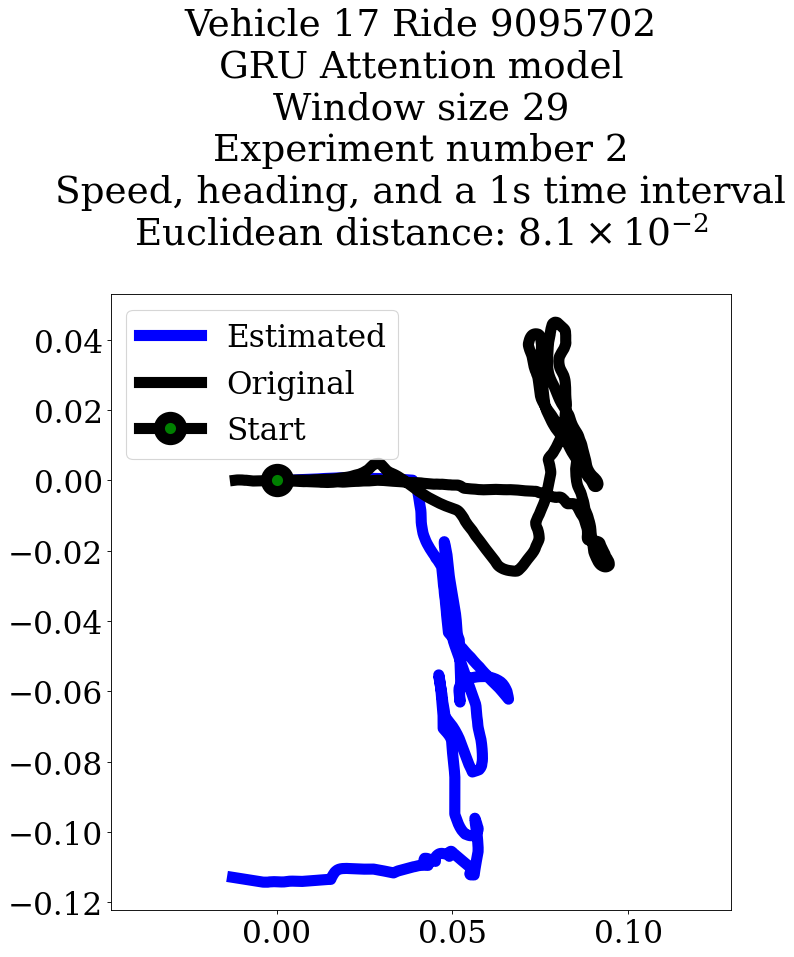 Vehicle 17 Ride 9095702
GRU Attention model
Window size 29
Experiment number 2
Speed, heading, and a 1s time interval
Euclidean distance: 8.1 × 10⁻²
Estimated
Original
Start
0.04
0.02
0.00
−0.02
−0.04
−0.06
−0.08
−0.10
−0.12
0.00 0.05 0.10